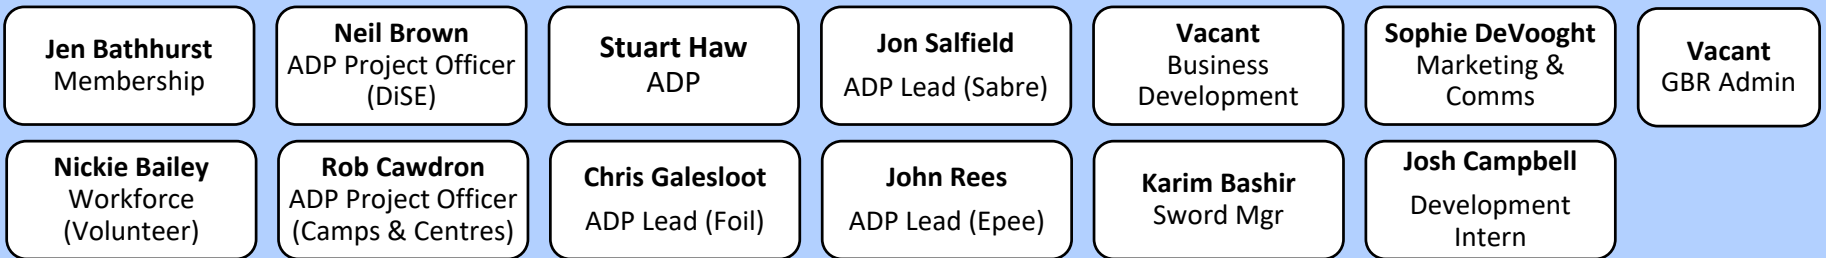 Jen Bathhurst
Membership
Neil Brown
ADP Project Officer
(DiSE)
Stuart Haw
ADP
Jon Salfield
ADP Lead (Sabre)
Vacant
Business
Development
Sophie DeVooght
Marketing &
Comms
Vacant
GBR Admin
Nickie Bailey
Workforce
(Volunteer)
Rob Cawdron
ADP Project Officer
(Camps & Centres)
Chris Galesloot
ADP Lead (Foil)
John Rees
ADP Lead (Epee)
Karim Bashir
Sword Mgr
Josh Campbell
Development
Intern